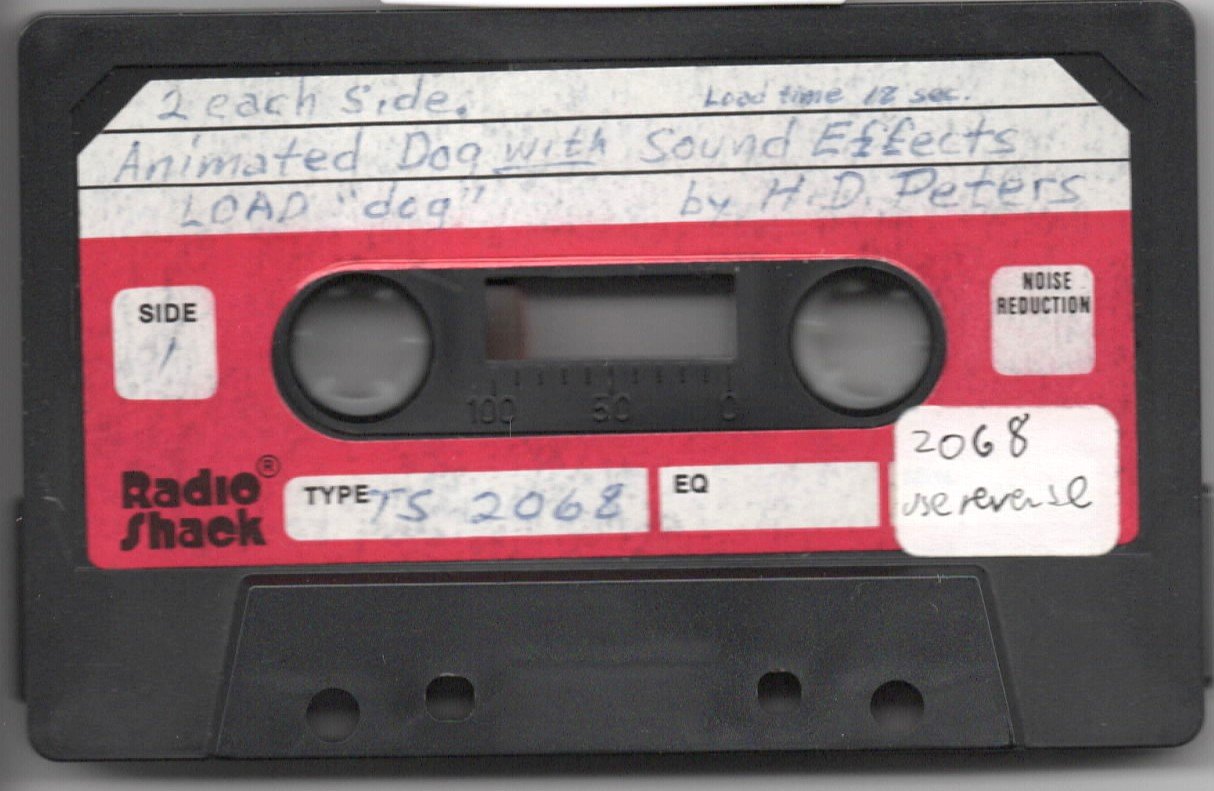 2 each Side. Load time 18 sec.
Animated Dog with Sound Effects
LOAD "dog" by H.D. Peters
SIDE
1
NOISE
REDUCTION
100 50 0
Radio®
Shack
TYPE TS 2068
EQ
2068
use reverse